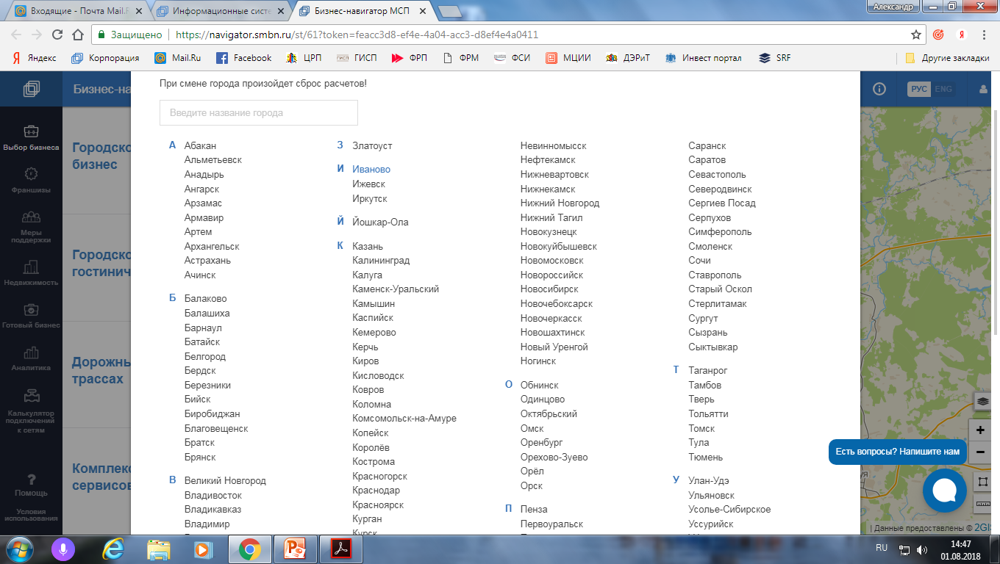 Входящие - Почта Mail.R
Информационные систе
Бизнес-навигатор МСП
Александр
Защищено
https://navigator.smbn.ru/st/61?token=feacc3d8-ef4e-4a04-acc3-d8ef4e4a0411
Яндекс
Корпорация
Mail.Ru
Facebook
ЦРП
ГИСП
ФРП
ФРМ
ФСИ
МЦИИ
ДЭРиТ
Инвест портал
SRF
Другие закладки
Бизнес-на
РУС ENG
Выбор бизнеса
Франшизы
Меры
поддержки
Недвижимость
Готовый бизнес
Аналитика
Калькулятор
подключений
к сетям
Помощь
Условия
использования
Городско
бизнес
Городско
гостинич
Дорожны
трассах
Комплекс
сервисов
При смене города произойдет сброс расчетов!
Введите название города
А Абакан
Альметьевск
Анадырь
Ангарск
Арзамас
Армавир
Артем
Архангельск
Астрахань
Ачинск
Б Балаково
Балашиха
Барнаул
Батайск
Белгород
Бердск
Березники
Бийск
Биробиджан
Благовещенск
Братск
Брянск
В Великий Новгород
Владивосток
Владикавказ
Владимир
З Златоуст
И Иваново
Ижевск
Иркутск
Й Йошкар-Ола
К Казань
Калининград
Калуга
Каменск-Уральский
Камышин
Каспийск
Кемерово
Керчь
Киров
Кисловодск
Ковров
Коломна
Комсомольск-на-Амуре
Копейск
Королёв
Кострома
Красногорск
Краснодар
Красноярск
Курган
Курск
Невинномысск
Нефтекамск
Нижневартовск
Нижнекамск
Нижний Новгород
Нижний Тагил
Новокузнецк
Новокуйбышевск
Новомосковск
Новороссийск
Новосибирск
Новочебоксарск
Новочеркасск
Новошахтинск
Новый Уренгой
Ногинск
О Обнинск
Одинцово
Октябрьский
Омск
Оренбург
Орехово-Зуево
Орёл
Орск
П Пенза
Первоуральск
Саранск
Саратов
Севастополь
Северодвинск
Сергиев Посад
Серпухов
Симферополь
Смоленск
Сочи
Ставрополь
Старый Оскол
Стерлитамак
Сургут
Сызрань
Сыктывкар
Т Таганрог
Тамбов
Тверь
Тольятти
Томск
Тула
Тюмень
У Улан-Удэ
Ульяновск
Усолье-Сибирское
Уссурийск
Есть вопросы? Напишите нам
| Данные предоставлены © 2GIS
RU
14:47
01.08.2018